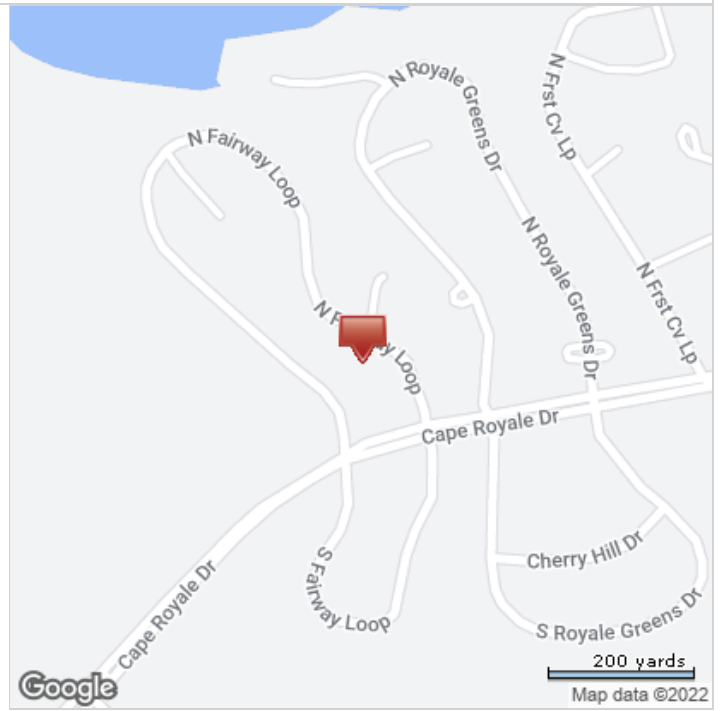 N Royale Greens Dr
N Frst Cv Lp
N Fairway Loop
N Royale Greens Dr
N Frst Cv Lp
N F way Loop
Cape Royale Dr
Cherry Hill Dr
S Fairway Loop
Cape Royale Dr
S Royale Greens Dr
200 yards
Google
Map data ©2022